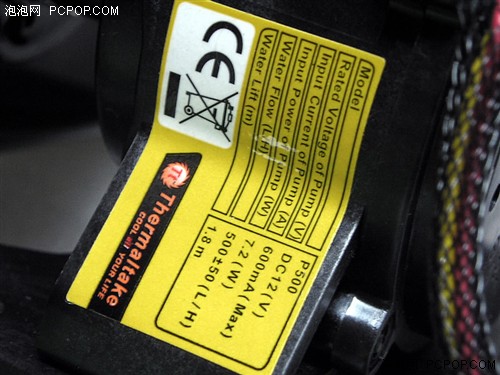 泡泡网 PCPOP.COM
CE
Model P500
Rated Voltage of Pump (V) DC12(V)
Input Current of Pump (A) 600mA(Max)
Input Power of Pump (W) 7.2(W)
Water Flow (L/H) 500±50(L/H)
Water Lift (m) 1.8m
Thermaltake
COOL all YOUR LIFE
PCPOP.COM